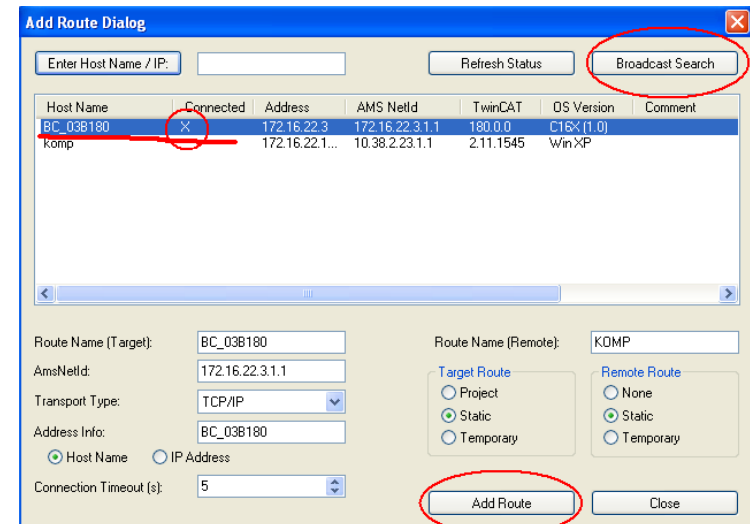 Add Route Dialog
Enter Host Name / IP: Refresh Status Broadcast Search
Host Name Connected Address AMS NetId TwinCAT OS Version Comment
BC_03B180 X 172.16.22.3 172.16.22.3.1.1 180.0.0 C16X (1.0)
komp 172.16.22.1... 10.38.2.23.1.1 2.11.1545 Win XP
Route Name (Target): BC_03B180 Route Name (Remote): KOMP
AmsNetId: 172.16.22.3.1.1 Target Route Remote Route
Project None
Transport Type: TCP/IP
Static Static
Address Info: BC_03B180
Temporary Temporary
Host Name IP Address
Connection Timeout (s): 5
Add Route Close